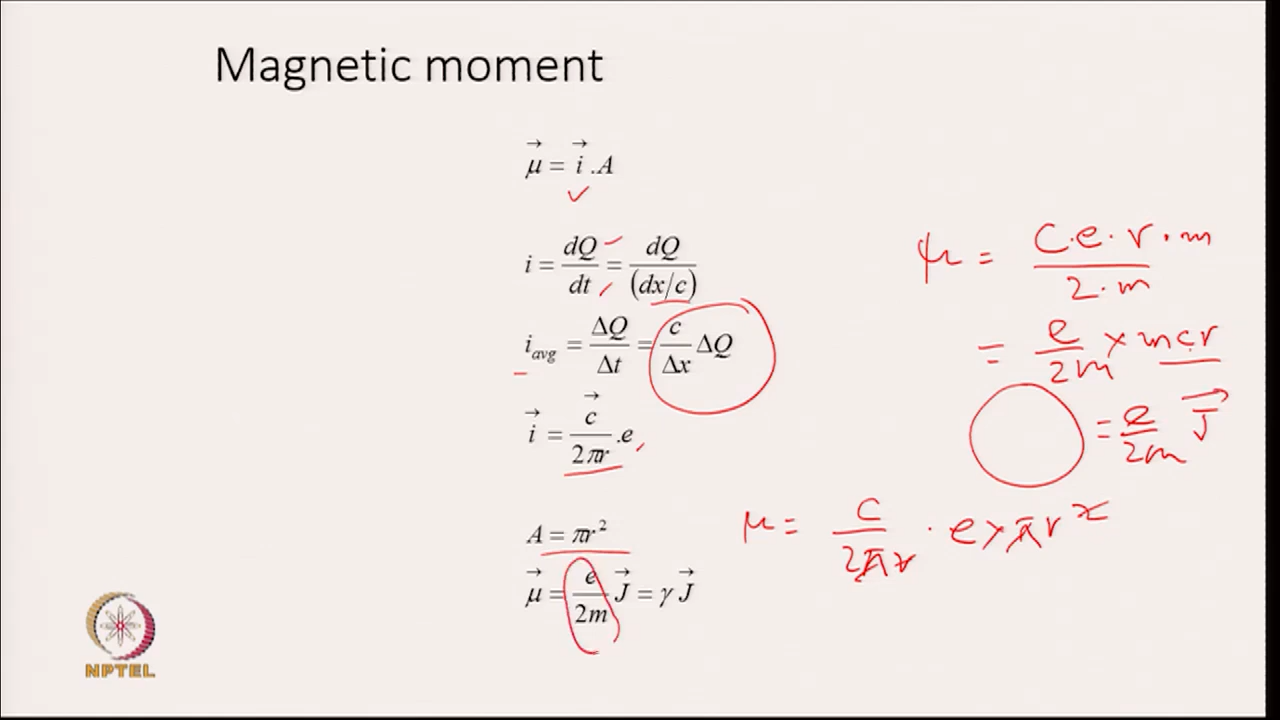 Magnetic moment
μ⃗ = i⃗ .A
i = dQ/dt = dQ/(dx/c)
i_avg = ΔQ/Δt = c/Δx ΔQ
i⃗ = c⃗/2πr .e
A = πr²
μ⃗ = e/2m J⃗ = γ J⃗
μ = c·e·r·m / 2·m
= e/2m × mcr
= e/2m J⃗
μ = c/2πr · e × πr²
NPTEL